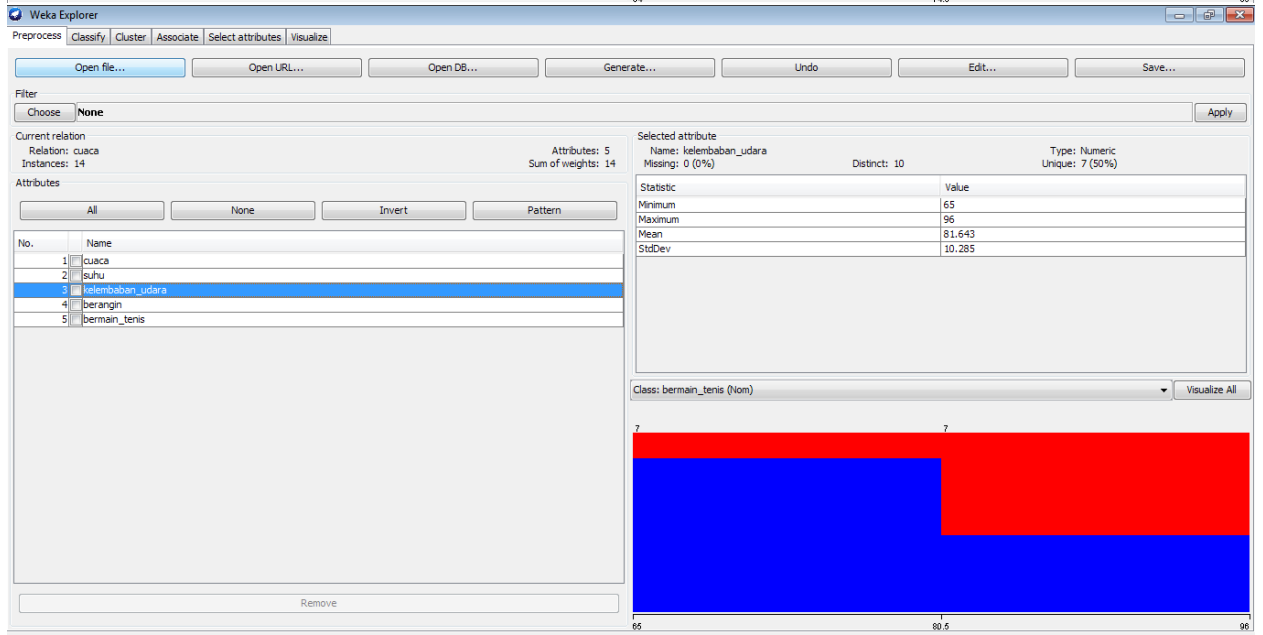 64 74.5 85
Weka Explorer
Preprocess Classify Cluster Associate Select attributes Visualize
Open file... Open URL... Open DB... Generate... Undo Edit... Save...
Filter
Choose None Apply
Current relation
Relation: cuaca Attributes: 5
Instances: 14 Sum of weights: 14
Attributes
All None Invert Pattern
No. Name
1 cuaca
2 suhu
3 kelembaban_udara
4 berangin
5 bermain_tenis
Remove
Selected attribute
Name: kelembaban_udara Type: Numeric
Missing: 0 (0%) Distinct: 10 Unique: 7 (50%)
Statistic Value
Minimum 65
Maximum 96
Mean 81.643
StdDev 10.285
Class: bermain_tenis (Nom) Visualize All
7 7
65 80.5 96